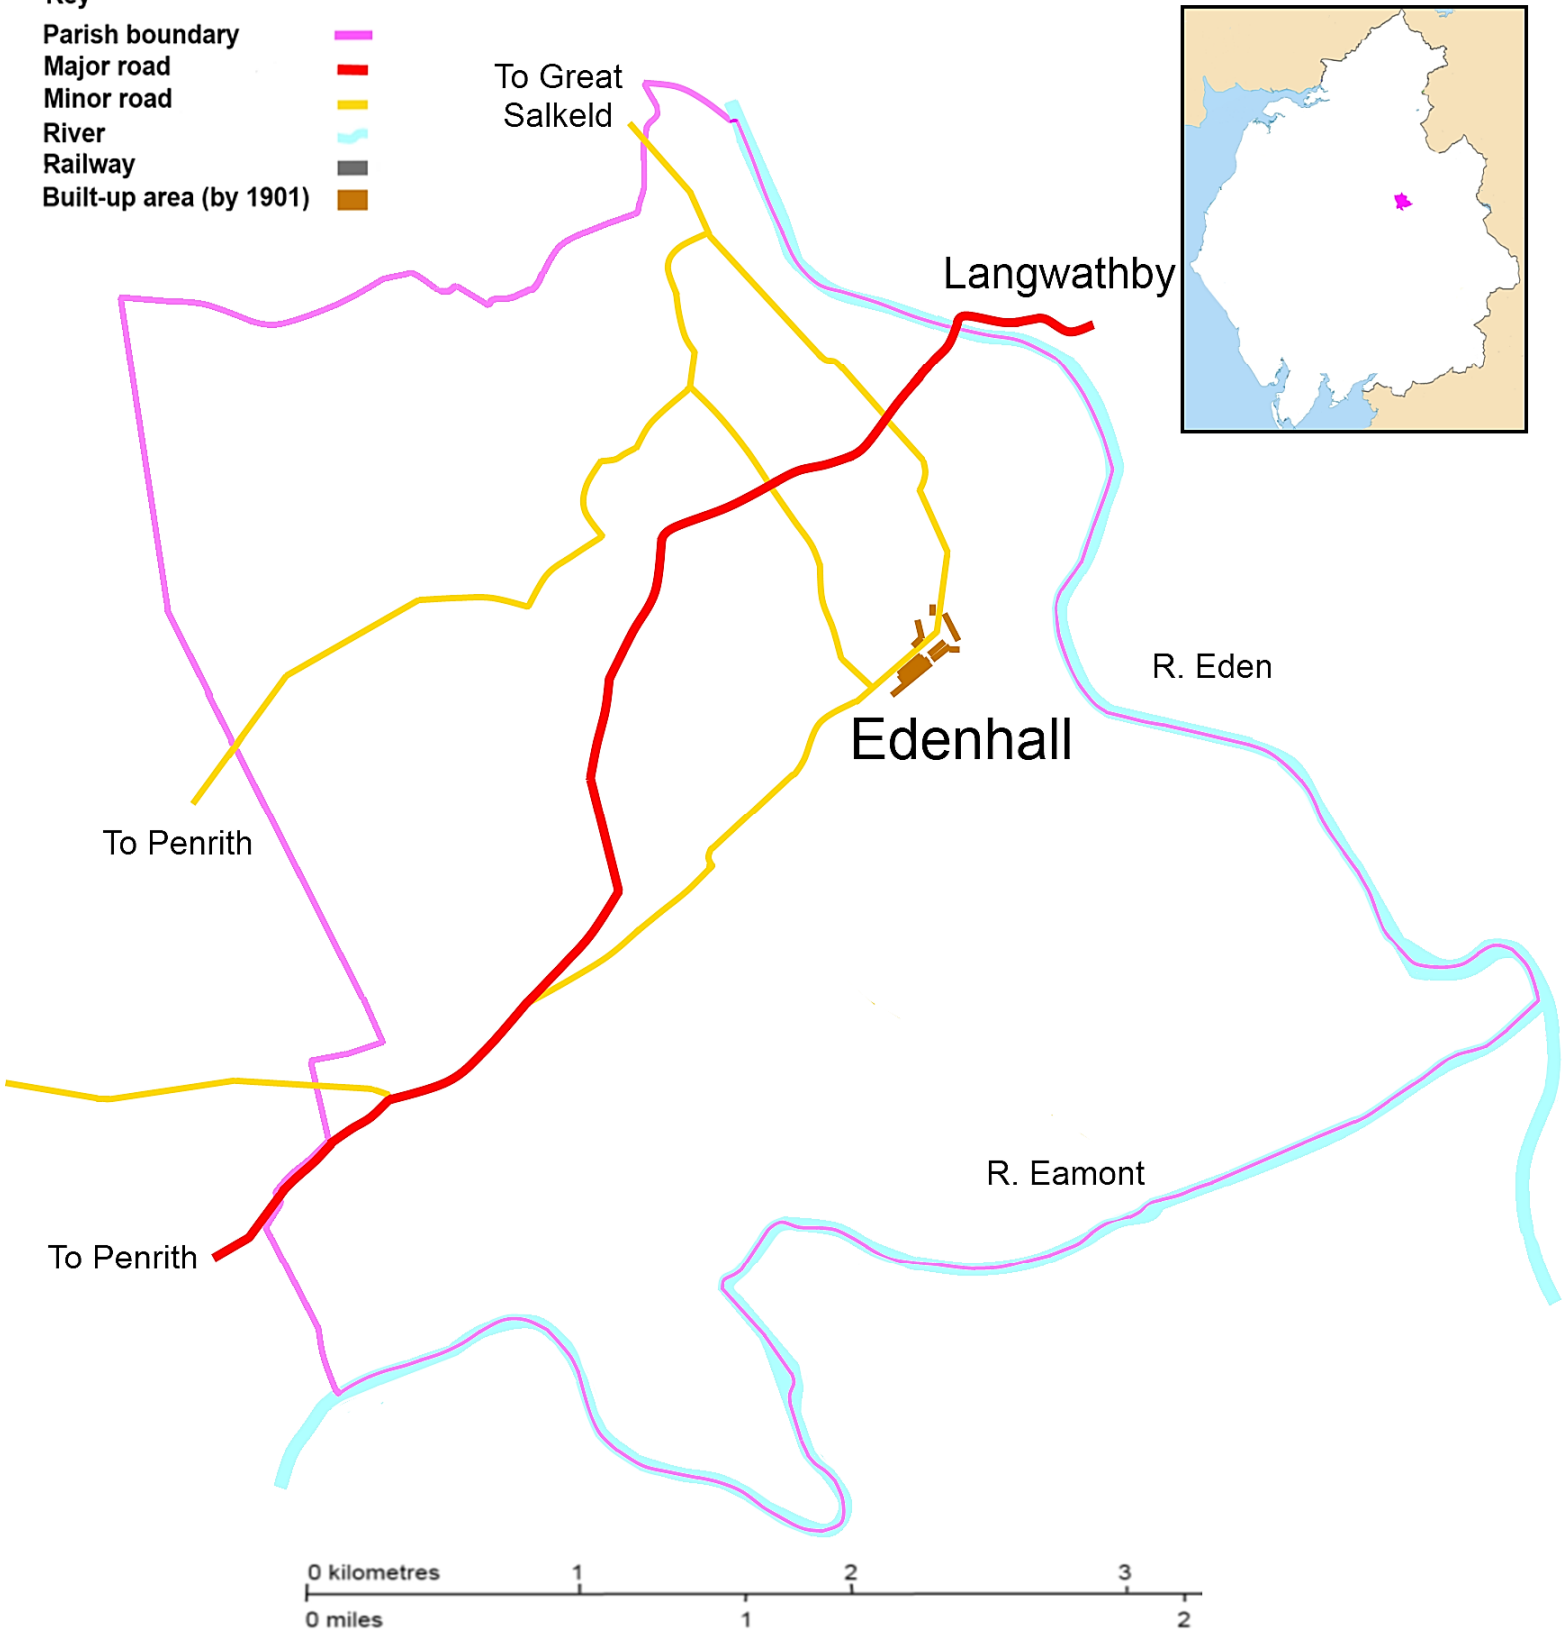 Key
Parish boundary
Major road
Minor road
River
Railway
Built-up area (by 1901)
To Great
Salkeld
Langwathby
R. Eden
Edenhall
To Penrith
R. Eamont
To Penrith
0 kilometres 1 2 3
0 miles 1 2